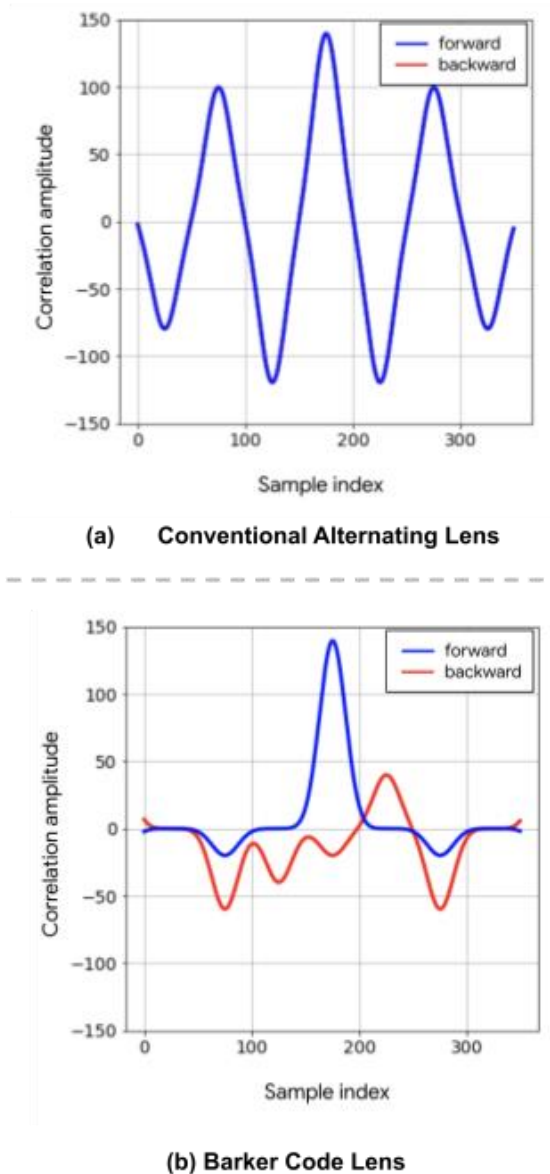 150
100
50
0
−50
−100
−150
Correlation amplitude
forward
backward
0 100 200 300
Sample index
(a) Conventional Alternating Lens
150
100
50
0
−50
−100
−150
Correlation amplitude
forward
backward
0 100 200 300
Sample index
(b) Barker Code Lens